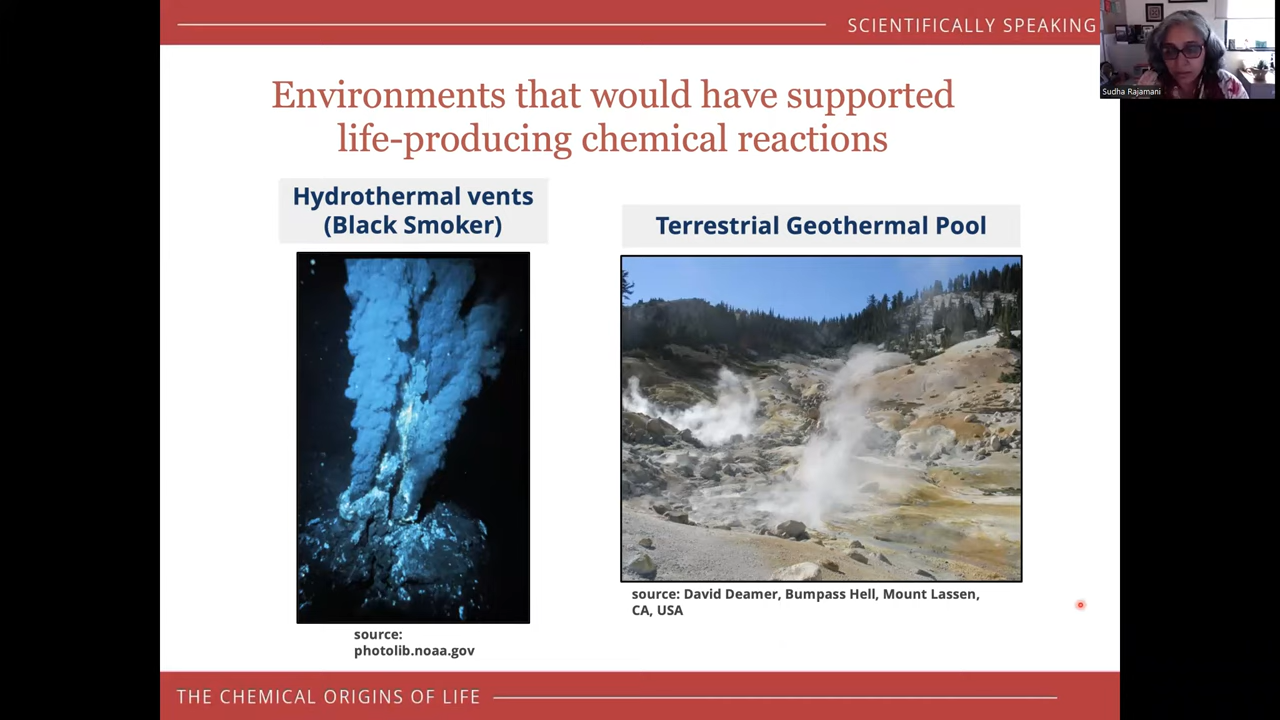 SCIENTIFICALLY SPEAKING
Sudha Rajamani
Environments that would have supported
life-producing chemical reactions
Hydrothermal vents
(Black Smoker)
Terrestrial Geothermal Pool
source:
photolib.noaa.gov
source: David Deamer, Bumpass Hell, Mount Lassen,
CA, USA
THE CHEMICAL ORIGINS OF LIFE